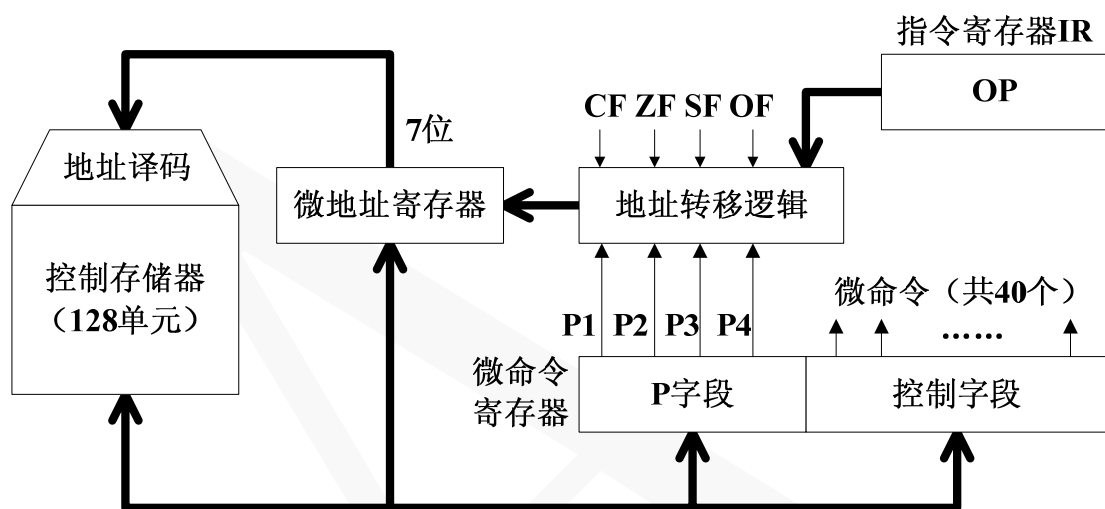 指令寄存器IR
OP
CF ZF SF OF
7位
地址译码
微地址寄存器
地址转移逻辑
控制存储器
（128单元）
微命令（共40个）
……
P1 P2 P3 P4
微命令
寄存器
P字段
控制字段